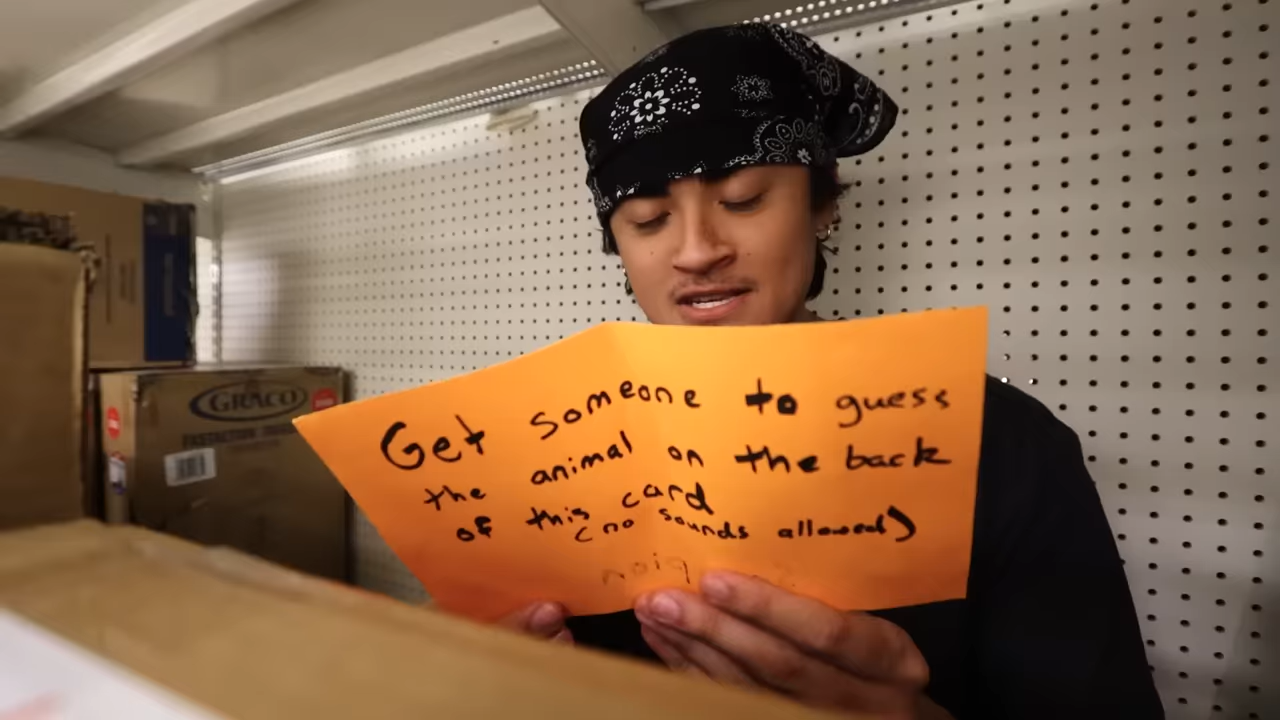 GRACO
Get someone to guess
the animal on the back
of this card
(no sounds allowed)